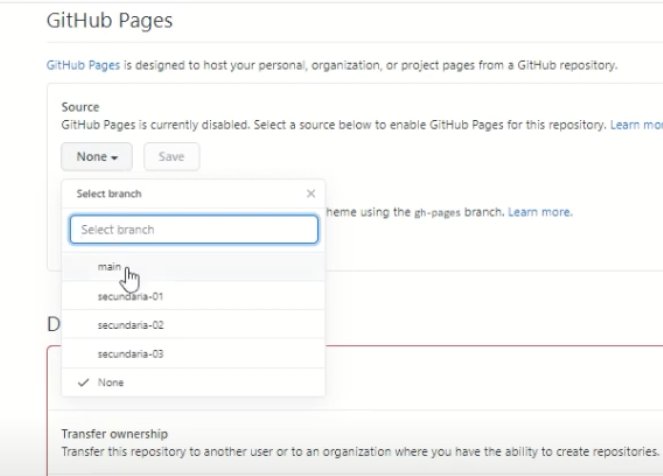 GitHub Pages
GitHub Pages is designed to host your personal, organization, or project pages from a GitHub repository.
Source
GitHub Pages is currently disabled. Select a source below to enable GitHub Pages for this repository. Learn mo
None
Save
Select branch
heme using the gh-pages branch. Learn more.
Select branch
main
secundaria-01
D
secundaria-02
secundaria-03
None
Transfer ownership
Transfer this repository to another user or to an organization where you have the ability to create repositories.